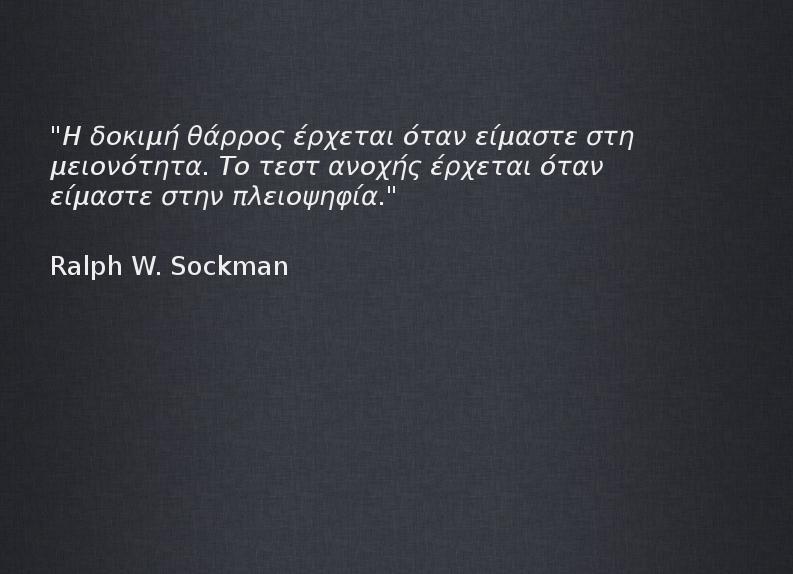 "Η δοκιμή θάρρος έρχεται όταν είμαστε στη
μειονότητα. Το τεστ ανοχής έρχεται όταν
είμαστε στην πλειοψηφία."
Ralph W. Sockman